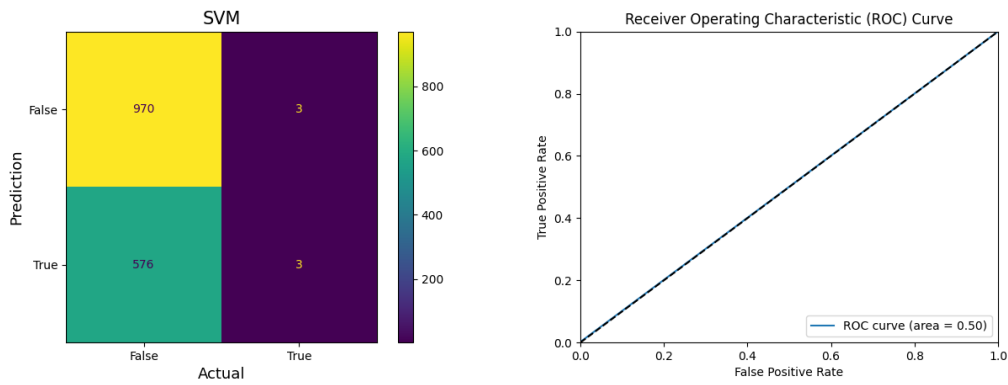 SVM
False
970
3
True
576
3
False
True
Prediction
Actual
800
600
400
200
Receiver Operating Characteristic (ROC) Curve
1.0
0.8
0.6
0.4
0.2
0.0
True Positive Rate
ROC curve (area = 0.50)
0.0
0.2
0.4
0.6
0.8
1.0
False Positive Rate